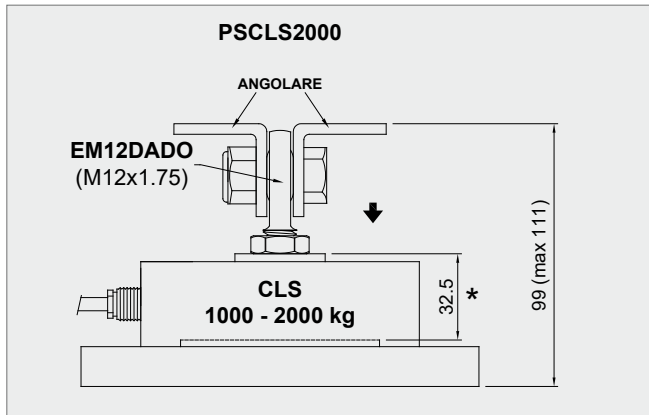 PSCLS2000
ANGOLARE
EM12DADO
(M12x1.75)
CLS
1000 - 2000 kg
32.5 *
99 (max 111)